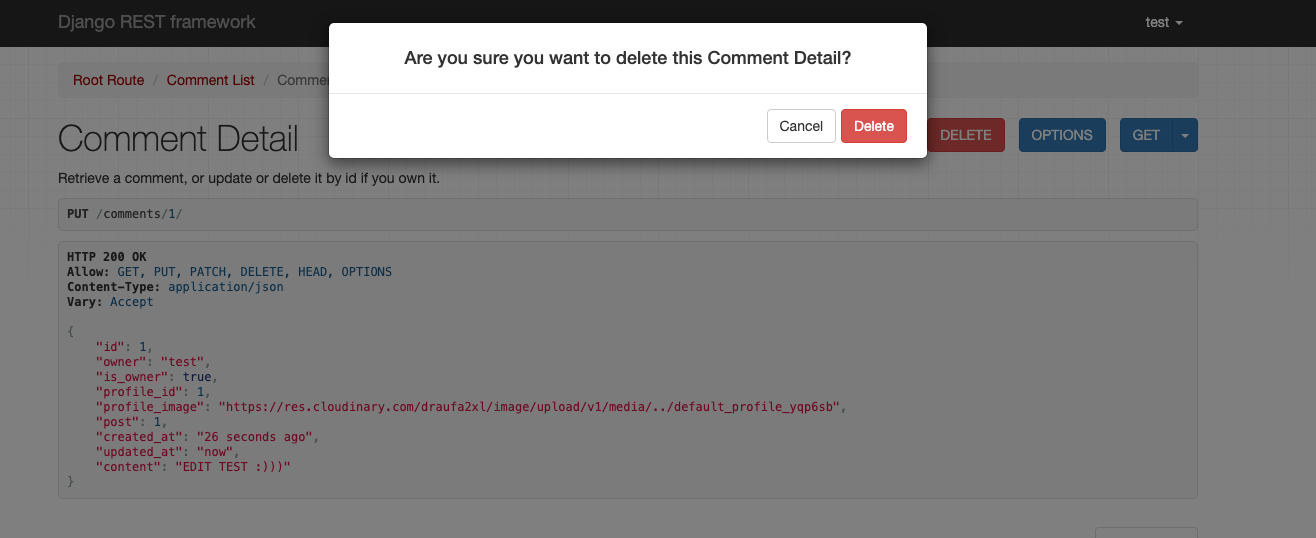 Django REST framework
test
Are you sure you want to delete this Comment Detail?
Cancel
Delete
Root Route / Comment List /
Comment Detail
DELETE
OPTIONS
GET
Retrieve a comment, or update or delete it by id if you own it.
PUT /comments/1/
HTTP 200 OK
Allow: GET, PUT, PATCH, DELETE, HEAD, OPTIONS
Content-Type: application/json
Vary: Accept
{
    "id": 1,
    "owner": "test",
    "is_owner": true,
    "profile_id": 1,
    "profile_image": "https://res.cloudinary.com/draufa2xl/image/upload/v1/media/../default_profile_yqp6sb",
    "post": 1,
    "created_at": "26 seconds ago",
    "updated_at": "now",
    "content": "EDIT TEST :)))"
}